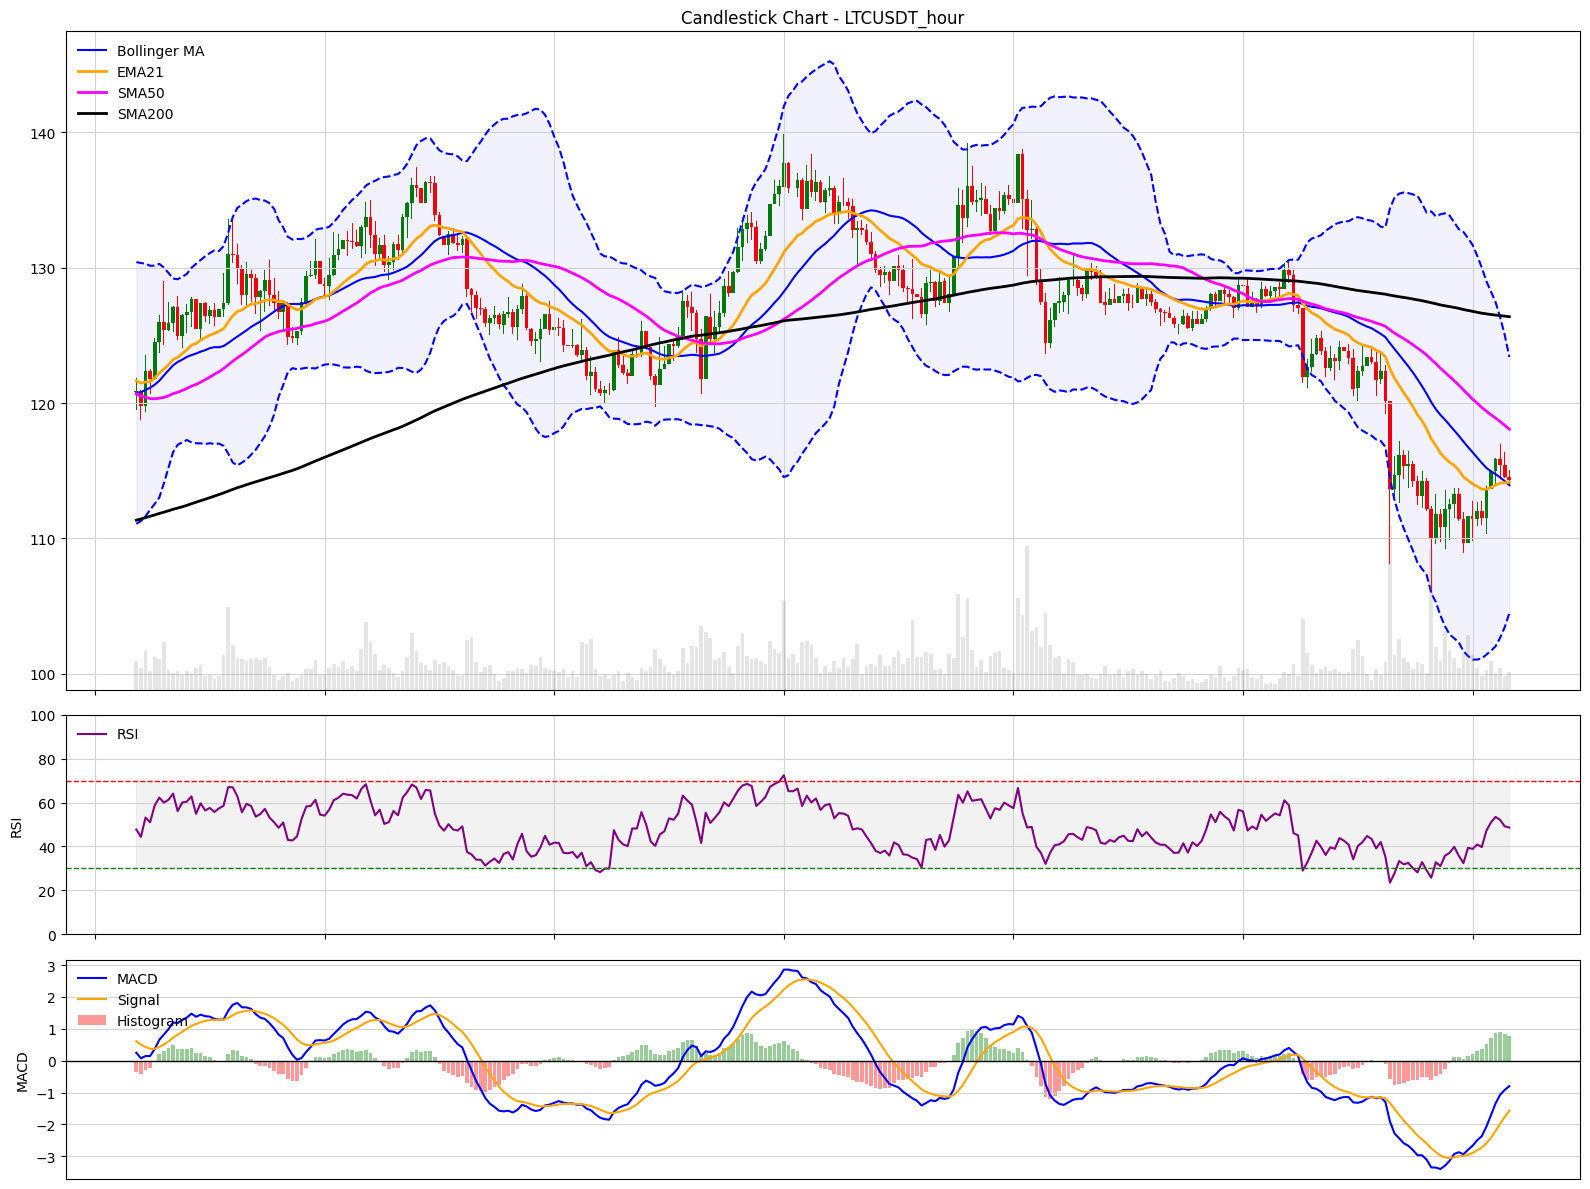 Candlestick Chart - LTCUSDT_hour
Bollinger MA
EMA21
SMA50
SMA200
140
130
120
110
100
RSI
100
80
60
40
20
0
RSI
MACD
Signal
Histogram
3
2
1
0
−1
−2
−3
MACD